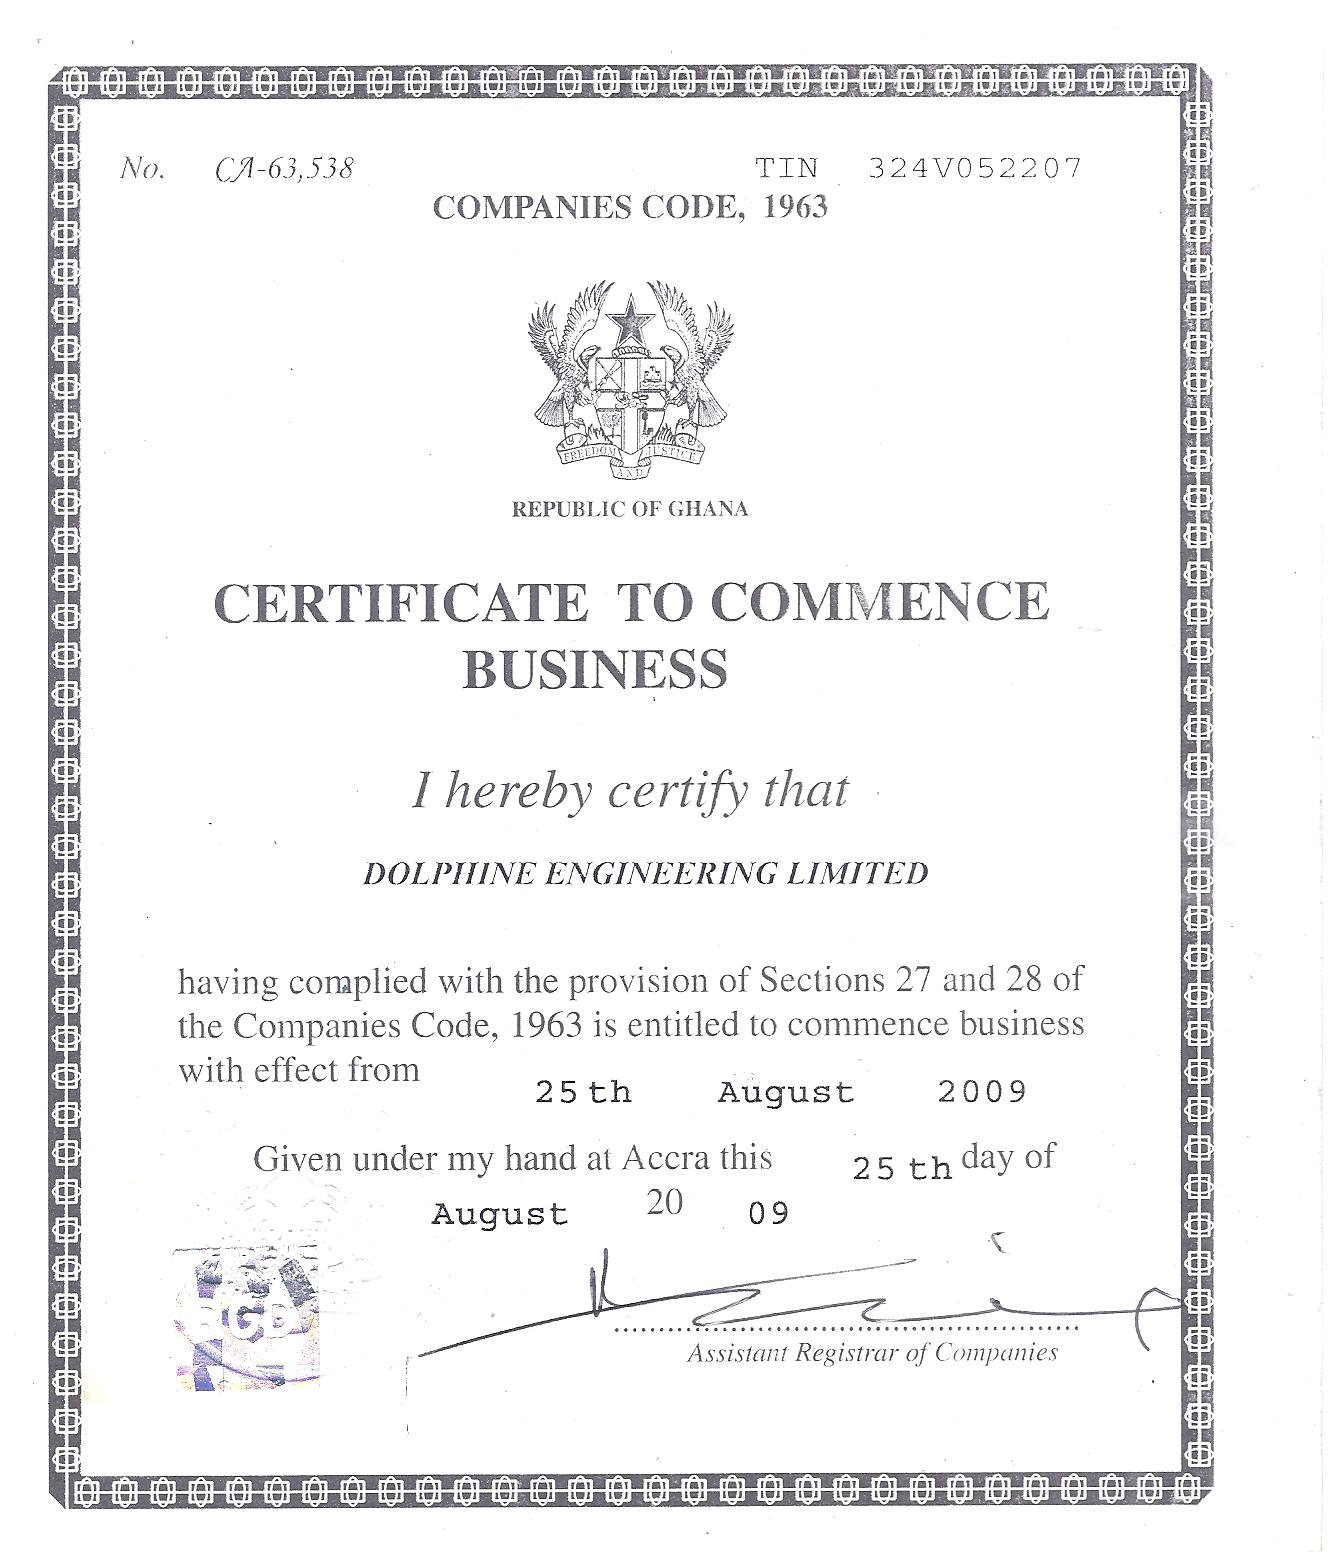 No. CA-63,538 TIN 324V052207
COMPANIES CODE, 1963
FREEDOM AND JUSTICE
REPUBLIC OF GHANA
CERTIFICATE TO COMMENCE
BUSINESS
I hereby certify that
DOLPHINE ENGINEERING LIMITED
having complied with the provision of Sections 27 and 28 of
the Companies Code, 1963 is entitled to commence business
with effect from 25th August 2009
Given under my hand at Accra this 25th day of
August 20 09
RGD
Assistant Registrar of Companies